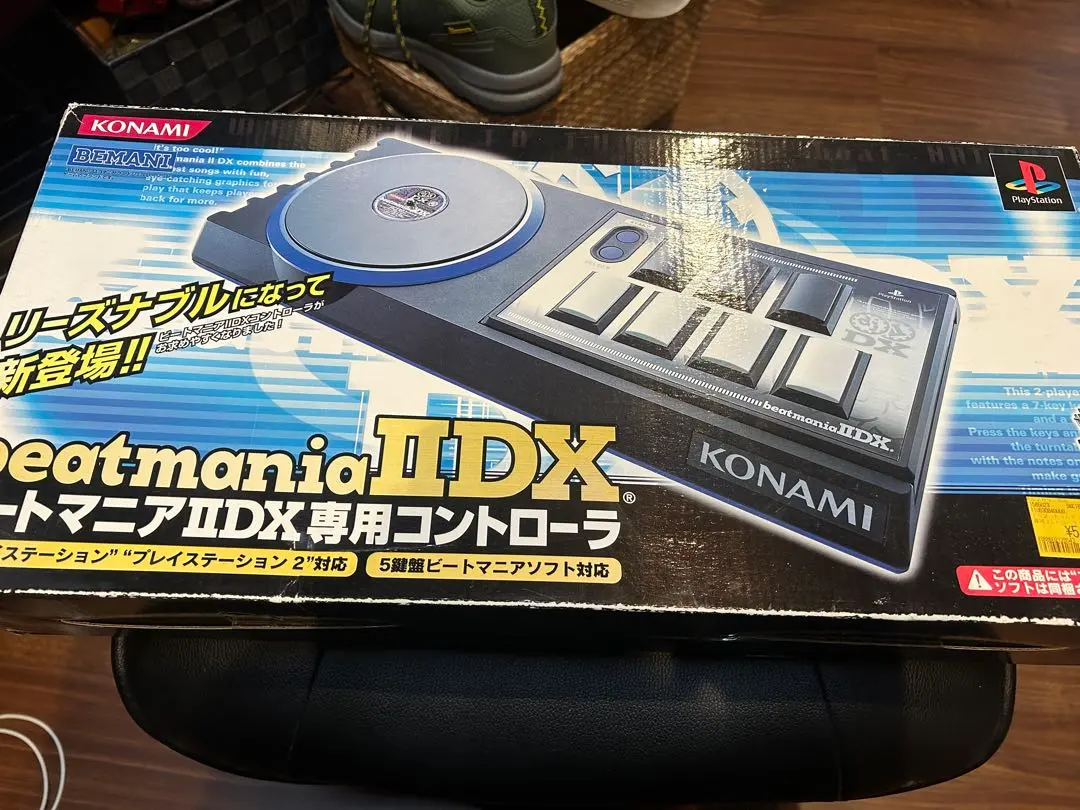 KONAMI
BEMANI
It's too cool!"
mania II DX combines the
est songs with fun,
eye-catching graphics fo
play that keeps playe
back for more.
PlayStation
リーズナブルになって
新登場!!
ビートマニアIIDXコントローラが
お求めやすくなりました!
PlayStation
IIDX
beatmaniaIIDX.
KONAMI
This 2-playe
features a 7-key k
and a
Press the keys an
the turnta
with the notes on
make g
beatmaniaIIDX®
ートマニアIIDX専用コントローラ
イステーション" "プレイステーション 2"対応
5鍵盤ビートマニアソフト対応
¥5
この商品には"
ソフトは同梱